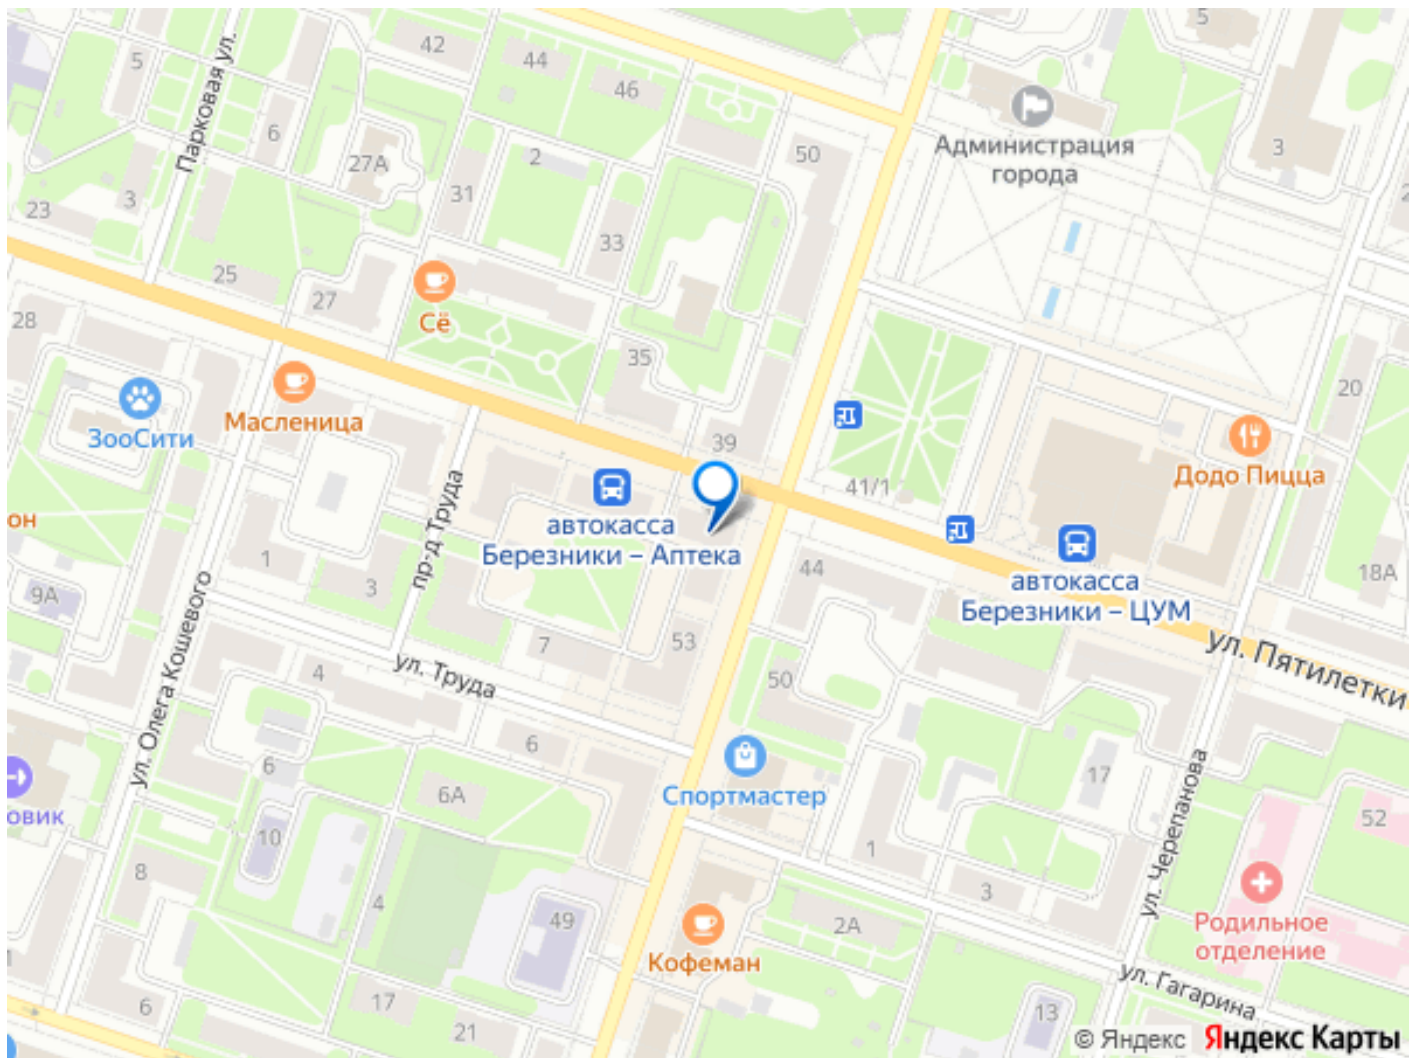 5
42
44
46
5
Парковая ул.
6
27А
2
50
Администрация
города
3
31
3
23
33
25
27
Сё
28
35
20
Масленица
39
ЗооСити
41/1
Додо Пицца
он
пр-д Труда
автокасса
Березники – Аптека
автокасса
Березники – ЦУМ
1
3
44
18А
9А
ул. Олега Кошевого
7
53
ул. Пятилетки
4
ул. Труда
50
6
6
17
6А
Спортмастер
ул. Черепанова
52
овик
10
8
1
3
4
49
2А
Родильное
отделение
Кофеман
ул. Гагарина
17
6
21
13
© Яндекс Яндекс Карты